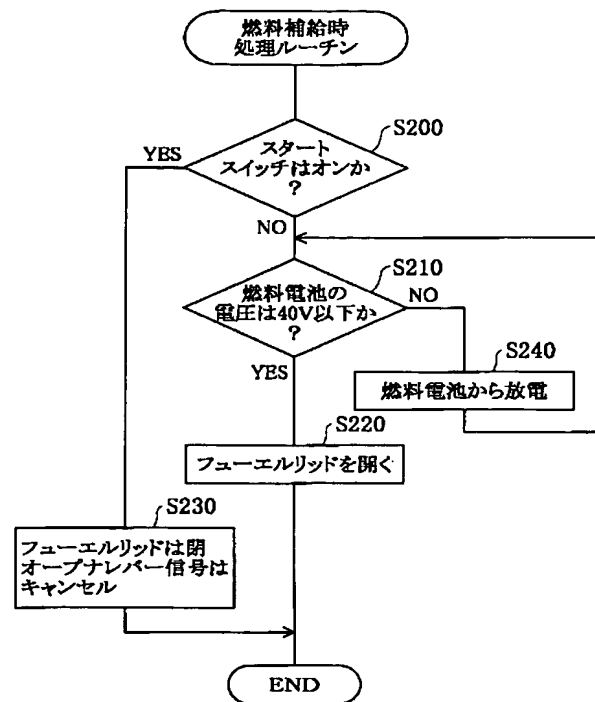 燃料補給時
処理ルーチン
S200
YES
スタート
スイッチはオンか
?
NO
S210
燃料電池の
電圧は40V以下か
?
NO
YES
S240
燃料電池から放電
S220
フューエルリッドを開く
S230
フューエルリッドは閉
オープナレバー信号は
キャンセル
END